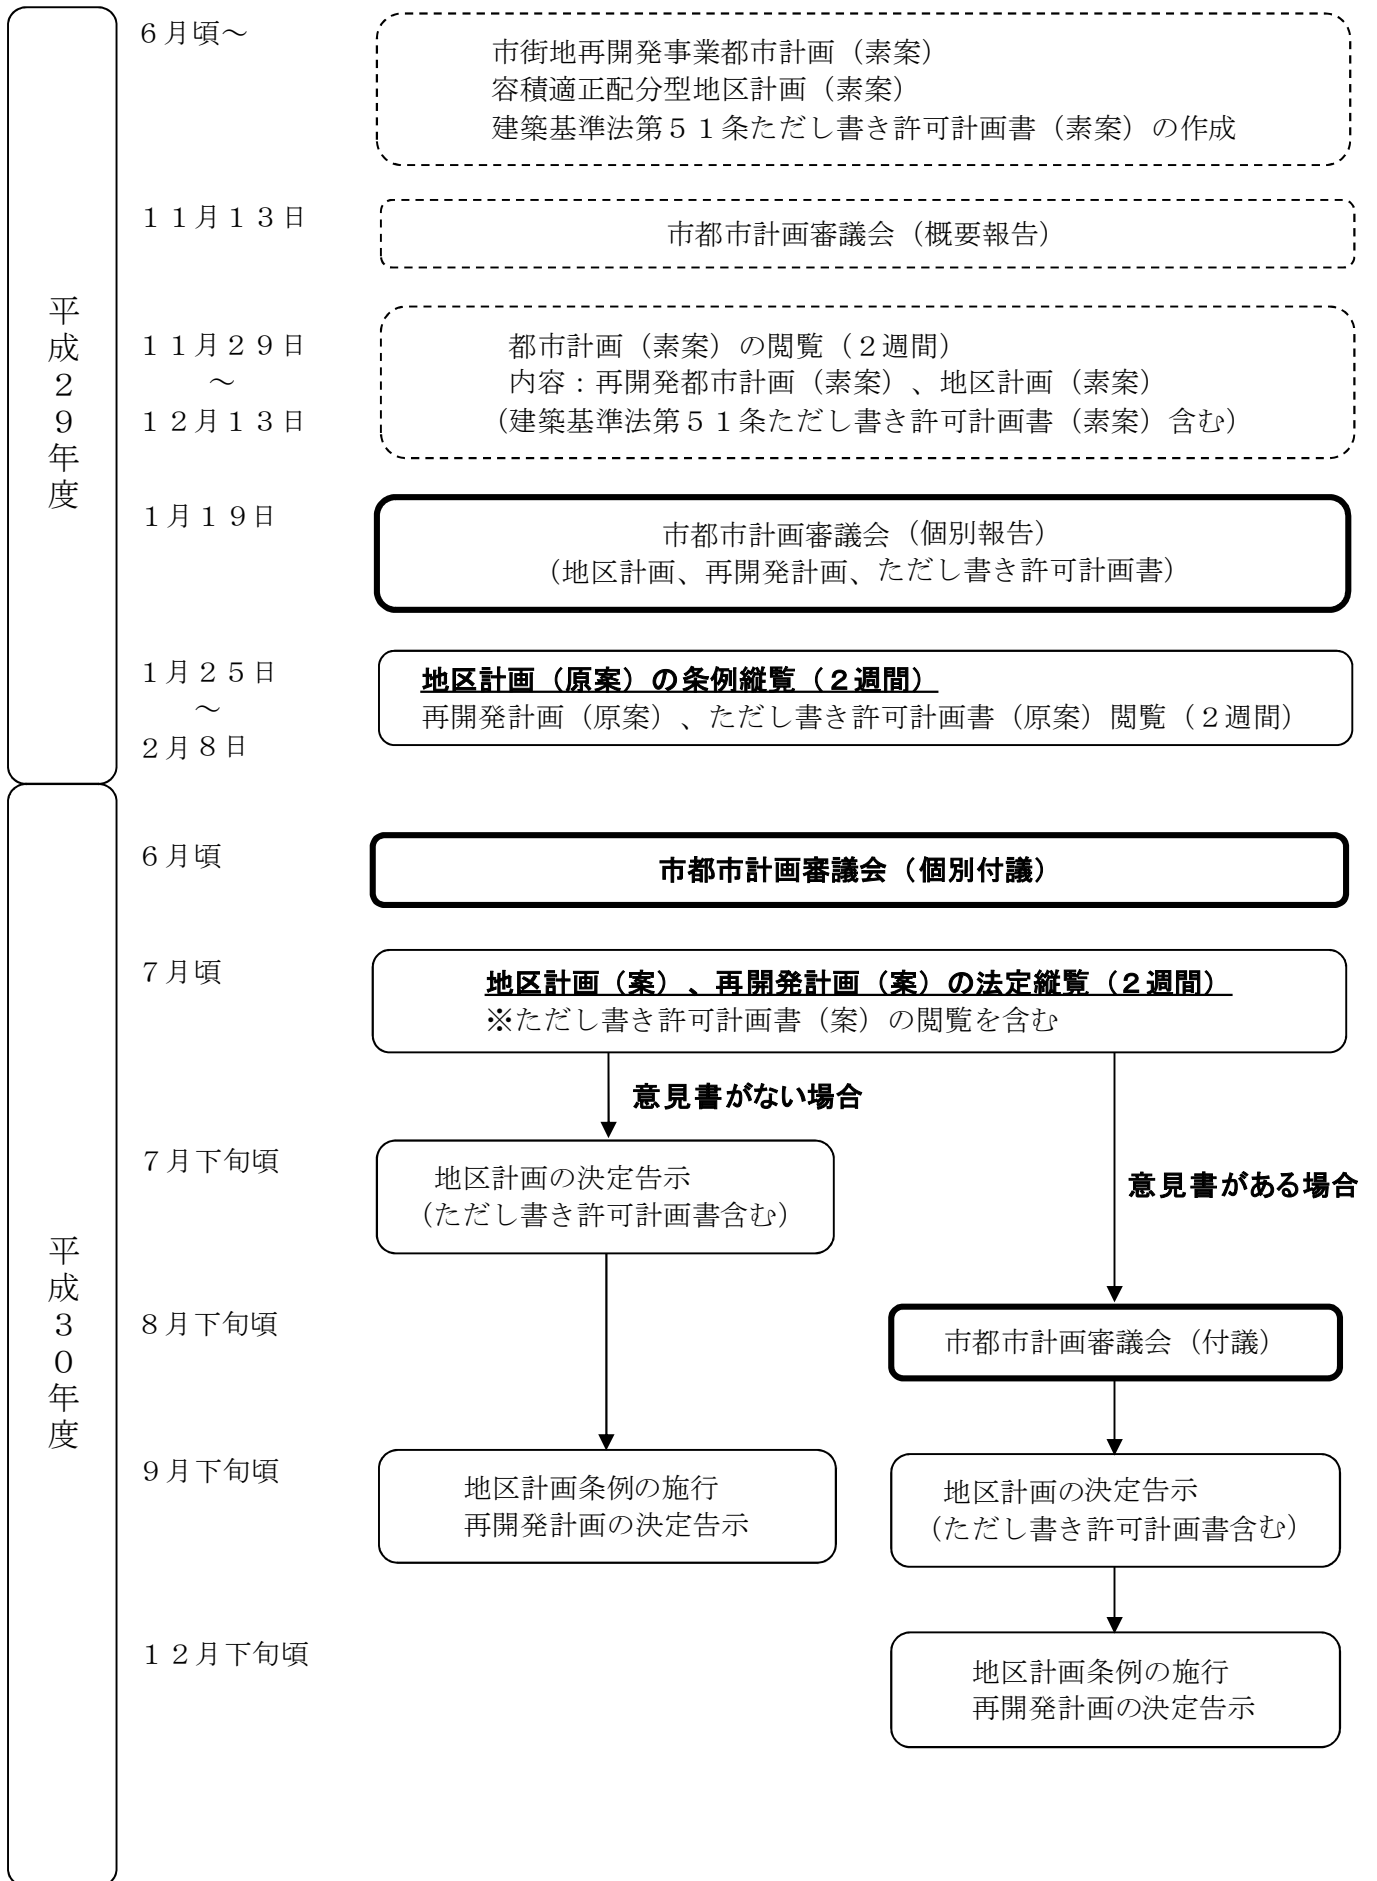 平成２９年度
６月頃～
市街地再開発事業都市計画（素案）
容積適正配分型地区計画（素案）
建築基準法第５１条ただし書き許可計画書（素案）の作成
１１月１３日
市都市計画審議会（概要報告）
１１月２９日
～
１２月１３日
都市計画（素案）の閲覧（２週間）
内容：再開発都市計画（素案）、地区計画（素案）
（建築基準法第５１条ただし書き許可計画書（素案）含む）
１月１９日
市都市計画審議会（個別報告）
（地区計画、再開発計画、ただし書き許可計画書）
１月２５日
～
２月８日
地区計画（原案）の条例縦覧（２週間）
再開発計画（原案）、ただし書き許可計画書（原案）閲覧（２週間）
平成３０年度
６月頃
市都市計画審議会（個別付議）
７月頃
地区計画（案）、再開発計画（案）の法定縦覧（２週間）
※ただし書き許可計画書（案）の閲覧を含む
意見書がない場合
７月下旬頃
地区計画の決定告示
（ただし書き許可計画書含む）
意見書がある場合
８月下旬頃
市都市計画審議会（付議）
９月下旬頃
地区計画条例の施行
再開発計画の決定告示
地区計画の決定告示
（ただし書き許可計画書含む）
１２月下旬頃
地区計画条例の施行
再開発計画の決定告示